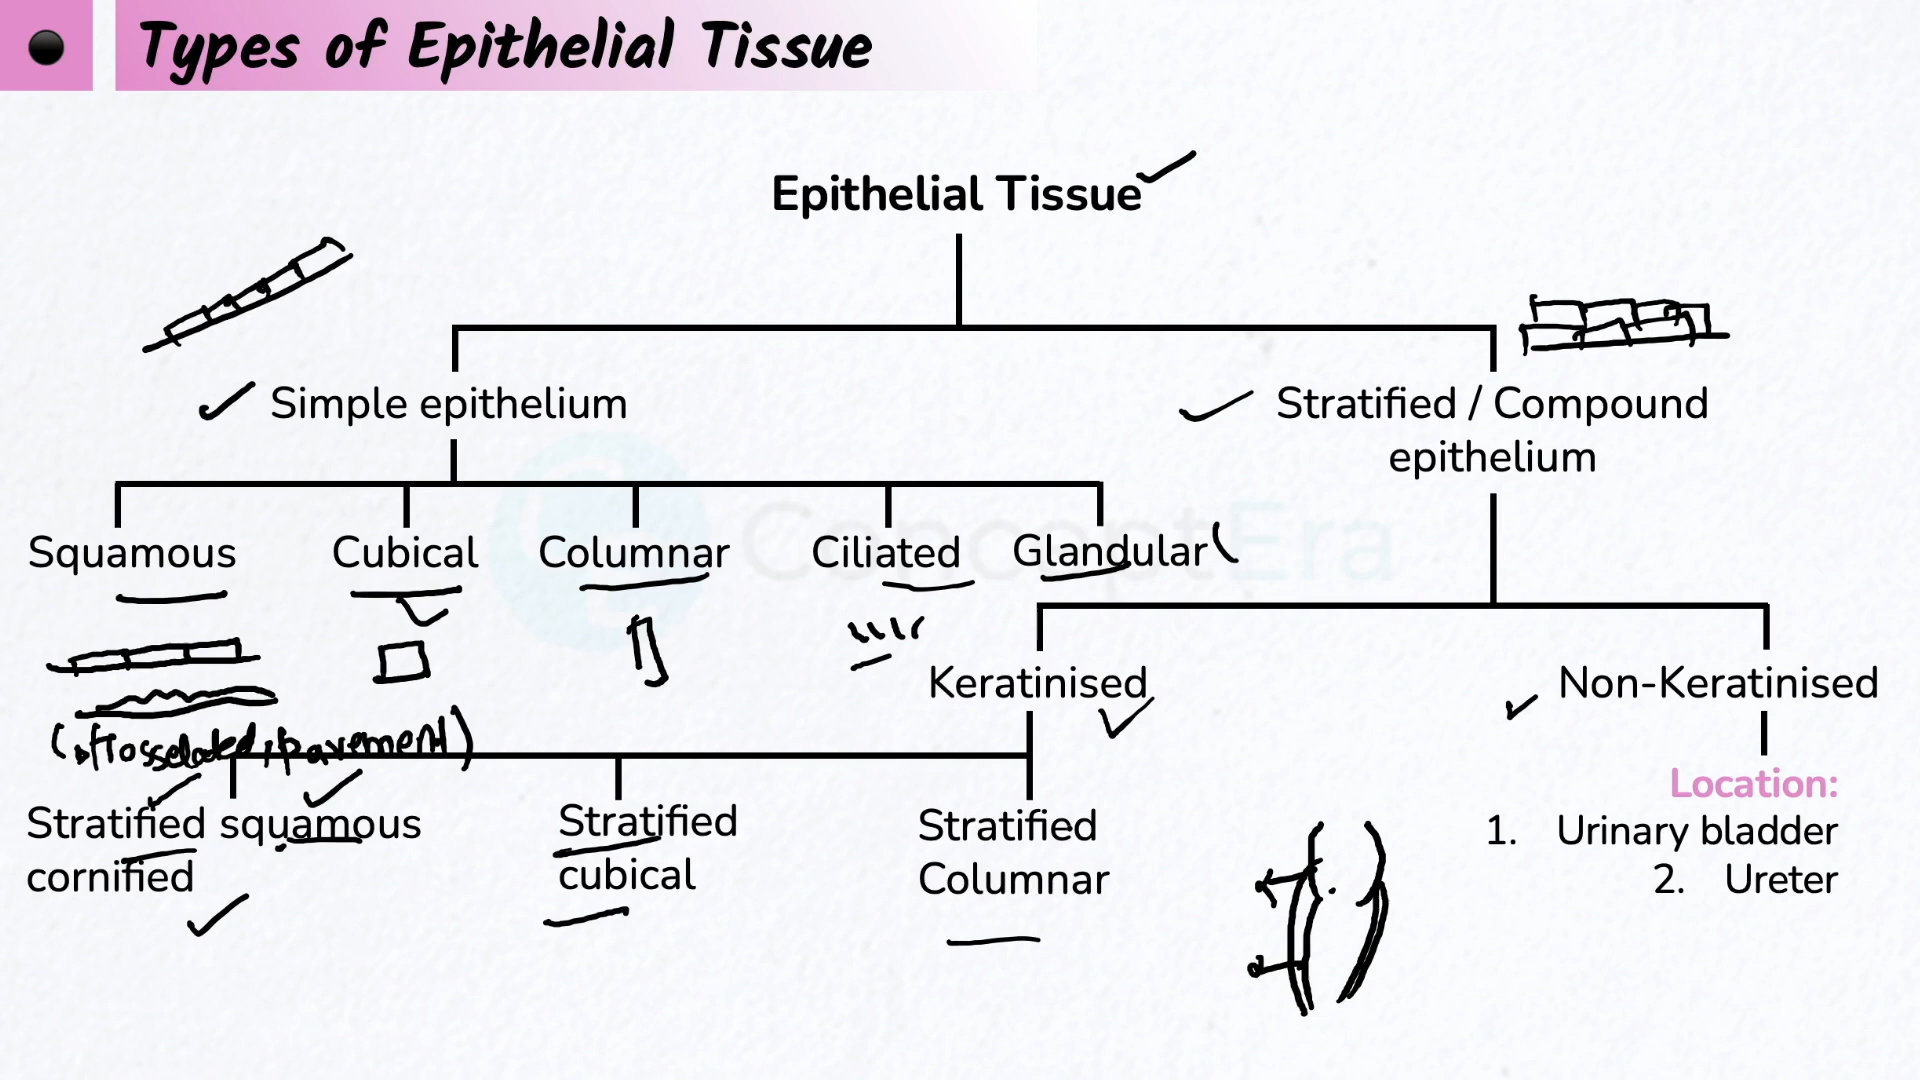 Types of Epithelial Tissue
Epithelial Tissue
Simple epithelium
Stratified / Compound
epithelium
ConceptEra
Squamous
Cubical
Columnar
Ciliated
Glandular
Keratinised
Non-Keratinised
pavement)
Stratified squamous
cornified
Stratified
cubical
Stratified
Columnar
Location:
1. Urinary bladder
2. Ureter